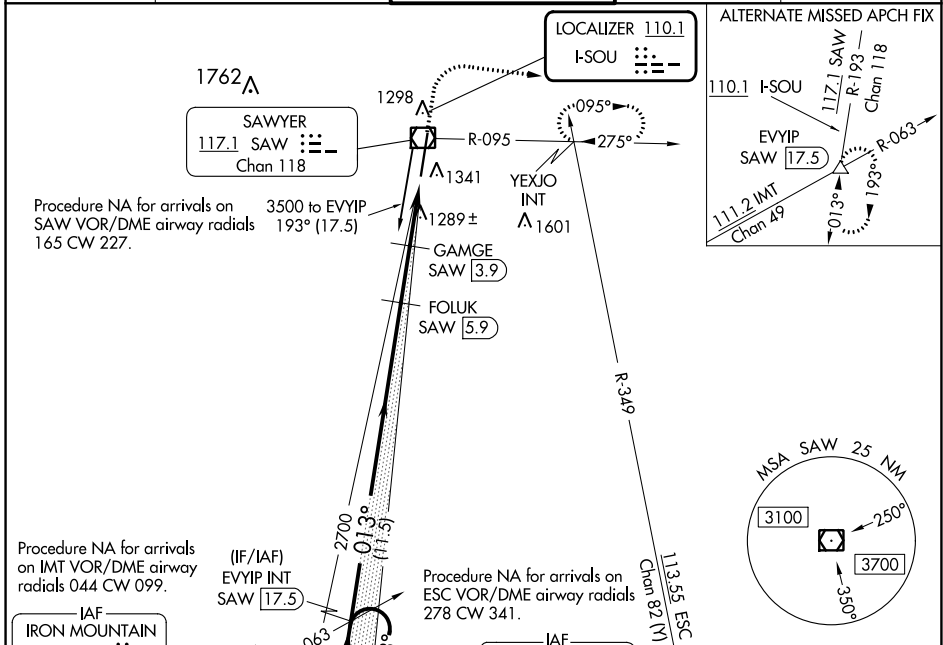 LOCALIZER 110.1
I-SOU
1762
1298
SAWYER
117.1 SAW
Chan 118
R-095
095°
275°
1341
YEXJO
INT
1601
Procedure NA for arrivals on
SAW VOR/DME airway radials
165 CW 227.
3500 to EVYIP
193° (17.5)
1289 ±
GAMGE
SAW 3.9
FOLUK
SAW 5.9
R-349
ALTERNATE MISSED APCH FIX
110.1 I-SOU
117.1 SAW
R-193
Chan 118
EVYIP
SAW 17.5
R-063
111.2 IMT
Chan 49
013°
193°
MSA SAW 25 NM
3100
250°
3700
350°
2700
013°
(11.5)
Procedure NA for arrivals
on IMT VOR/DME airway
radials 044 CW 099.
(IF/IAF)
EVYIP INT
SAW 17.5
Procedure NA for arrivals on
ESC VOR/DME airway radials
278 CW 341.
113.55 ESC
Chan 82 (Y)
IAF
IRON MOUNTAIN
063
IAF